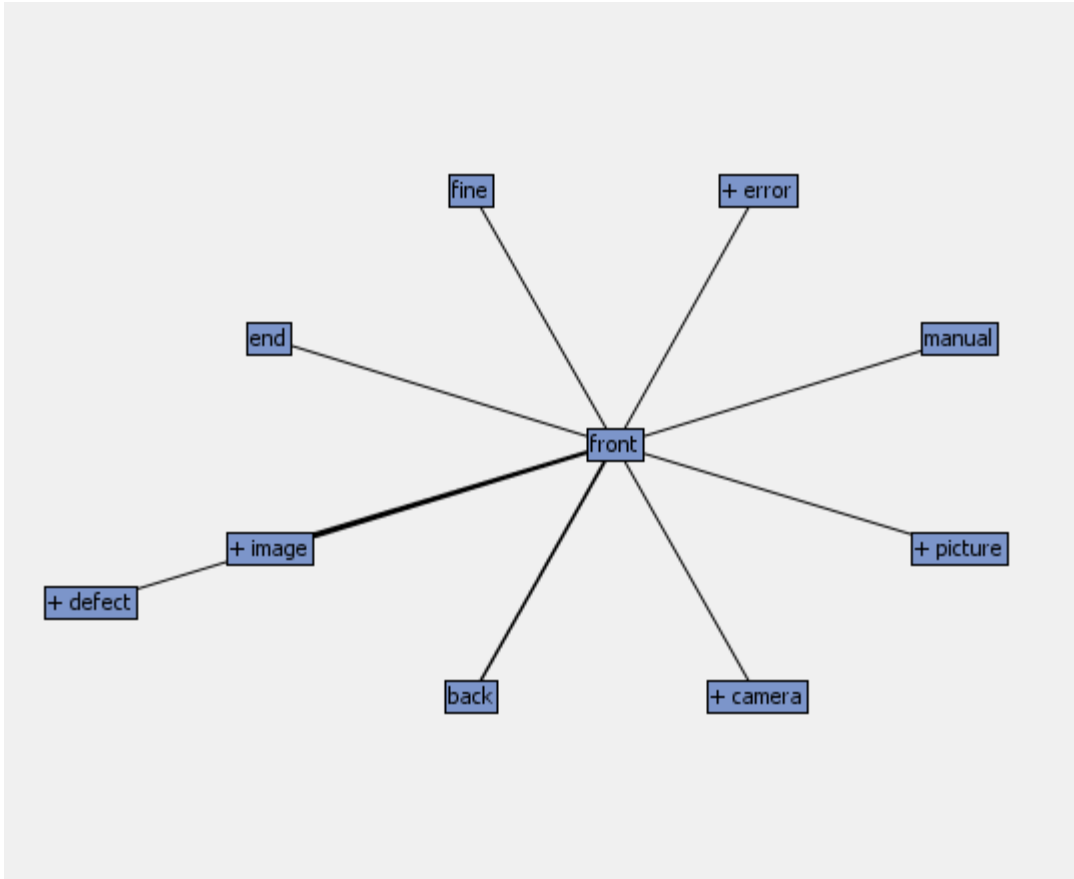 fine
+ error
end
manual
front
+ image
+ picture
+ defect
back
+ camera